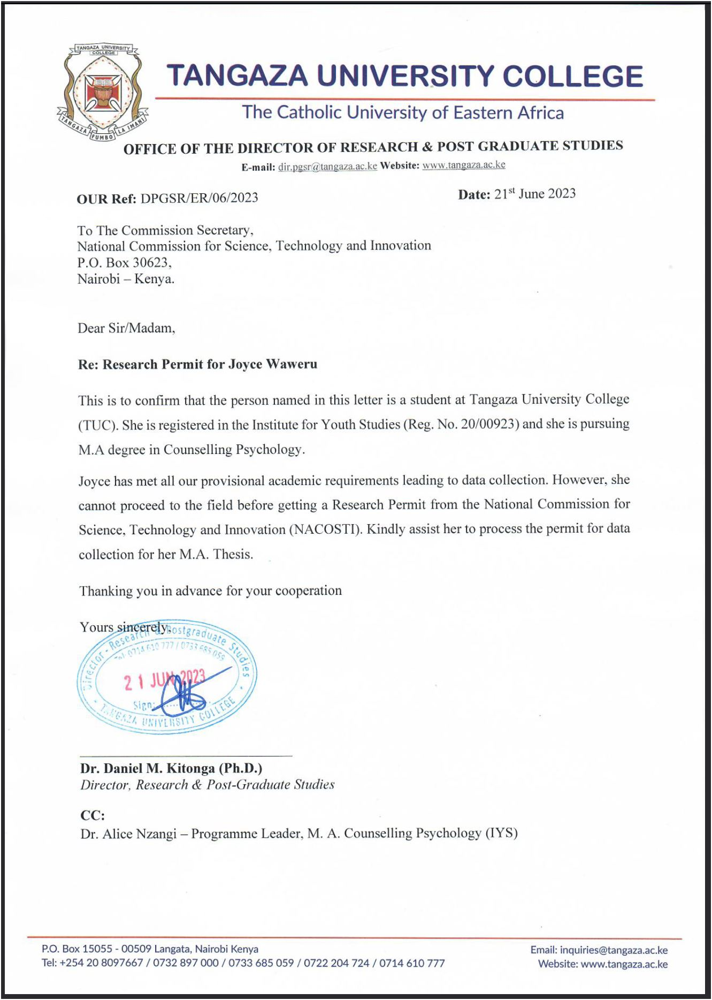 TANGAZA UNIVERSITY
COLLEGE
TANGAZA FUMBO LA IMANI
TANGAZA UNIVERSITY COLLEGE
The Catholic University of Eastern Africa
OFFICE OF THE DIRECTOR OF RESEARCH & POST GRADUATE STUDIES
E-mail: dir.pgsr@tangaza.ac.ke Website: www.tangaza.ac.ke
OUR Ref: DPGSR/ER/06/2023 Date: 21st June 2023
To The Commission Secretary,
National Commission for Science, Technology and Innovation
P.O. Box 30623,
Nairobi – Kenya.
Dear Sir/Madam,
Re: Research Permit for Joyce Waweru
This is to confirm that the person named in this letter is a student at Tangaza University College
(TUC). She is registered in the Institute for Youth Studies (Reg. No. 20/00923) and she is pursuing
M.A degree in Counselling Psychology.
Joyce has met all our provisional academic requirements leading to data collection. However, she
cannot proceed to the field before getting a Research Permit from the National Commission for
Science, Technology and Innovation (NACOSTI). Kindly assist her to process the permit for data
collection for her M.A. Thesis.
Thanking you in advance for your cooperation
Yours sincerely,
Director - Research & Postgraduate Studies
Tel: 0714 610 777 / 0733 685 059
21 JUN 2023
Sign:
TANGAZA UNIVERSITY COLLEGE
Dr. Daniel M. Kitonga (Ph.D.)
Director, Research & Post-Graduate Studies
CC:
Dr. Alice Nzangi – Programme Leader, M. A. Counselling Psychology (IYS)
P.O. Box 15055 - 00509 Langata, Nairobi Kenya
Tel: +254 20 8097667 / 0732 897 000 / 0733 685 059 / 0722 204 724 / 0714 610 777
Email: inquiries@tangaza.ac.ke
Website: www.tangaza.ac.ke